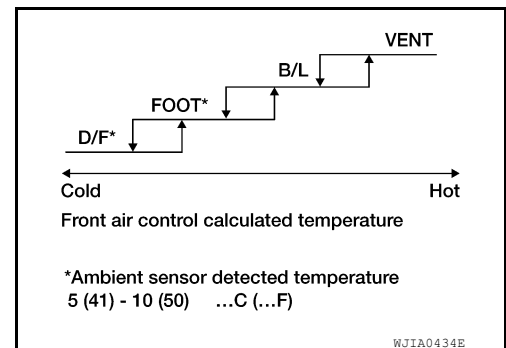 VENT
B/L
FOOT*
D/F*
Cold Hot
Front air control calculated temperature
*Ambient sensor detected temperature
5 (41) - 10 (50) ...C (...F)
WJIA0434E